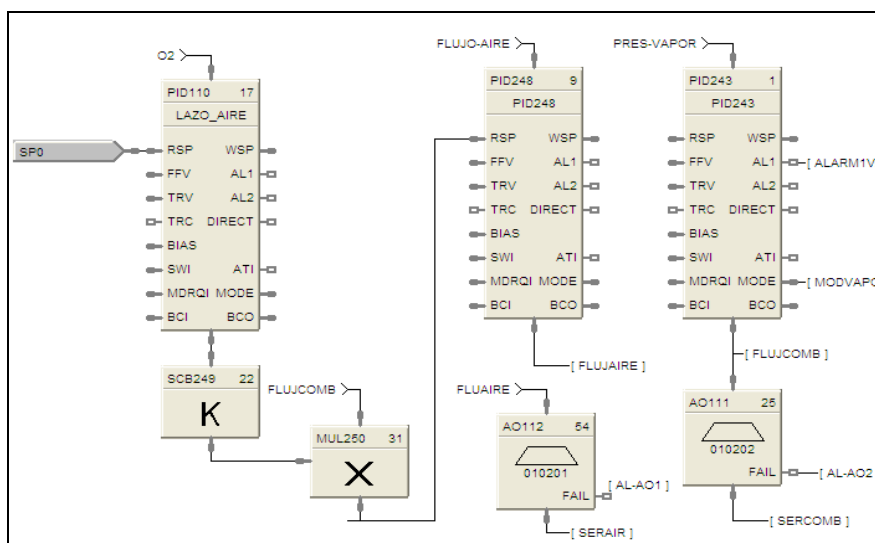 O2
PID110 17
LAZO_AIRE
SP0
RSP WSP
FFV AL1
TRV AL2
TRC DIRECT
BIAS
SWI ATI
MDRQI MODE
BCI BCO
SCB249 22
K
FLUJCOMB
MUL250 31
X
FLUJO-AIRE
PID248 9
PID248
RSP WSP
FFV AL1
TRV AL2
TRC DIRECT
BIAS
SWI ATI
MDRQI MODE
BCI BCO
[ FLUJAIRE ]
FLUAIRE
AO112 54
010201
FAIL
[ AL-AO1 ]
[ SERAIR ]
PRES-VAPOR
PID243 1
PID243
RSP WSP
FFV AL1
[ ALARM1V
TRV AL2
TRC DIRECT
BIAS
SWI ATI
MDRQI MODE
[ MODVAPO
BCI BCO
[ FLUJCOMB ]
AO111 25
010202
FAIL
[ AL-AO2
[ SERCOMB ]